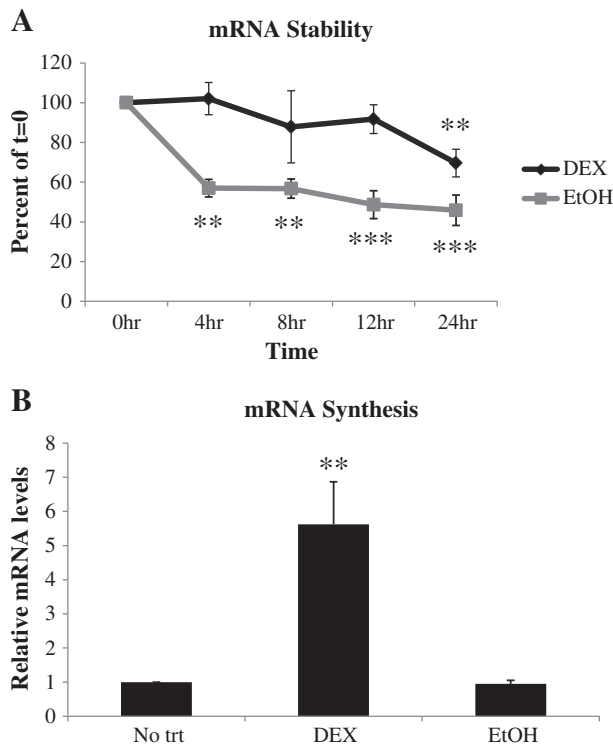 A
mRNA Stability
Percent of t=0
120
100
80
60
40
20
0
**
**
**
***
***
DEX
EtOH
0hr
4hr
8hr
12hr
24hr
Time
B
mRNA Synthesis
Relative mRNA levels
8
7
6
5
4
3
2
1
0
**
No trt
DEX
EtOH